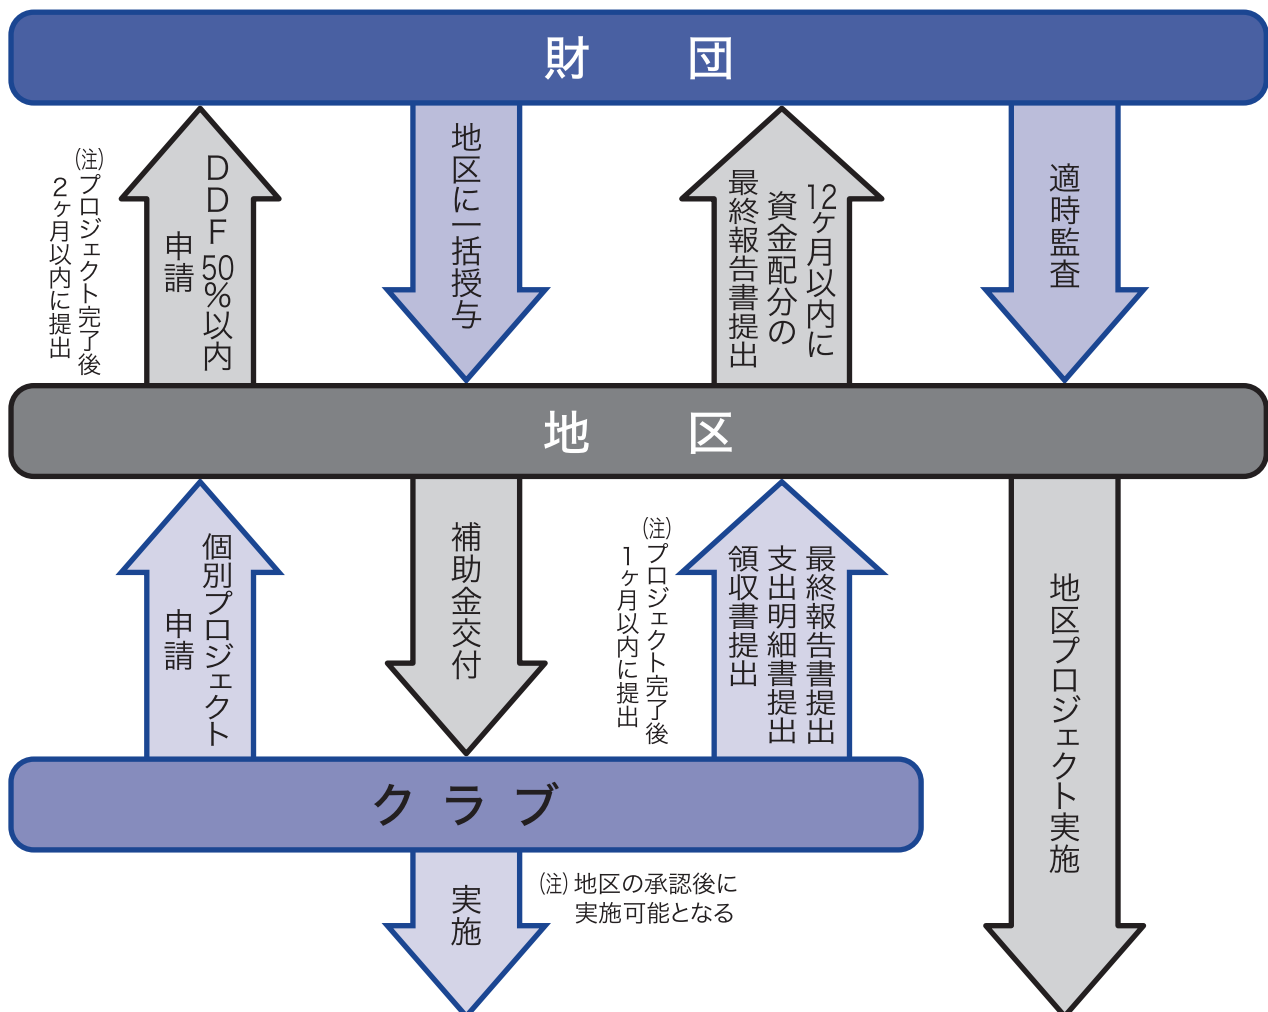 財　団
DDF50%以内
申請
(注)プロジェクト完了後
2ヶ月以内に提出
地区に一括授与
12ヶ月以内に
資金配分の
最終報告書提出
適時監査
地　区
個別プロジェクト
申請
補助金交付
最終報告書提出
支出明細書提出
領収書提出
(注)プロジェクト完了後
1ヶ月以内に提出
地区プロジェクト実施
クラブ
実施
(注)地区の承認後に
実施可能となる